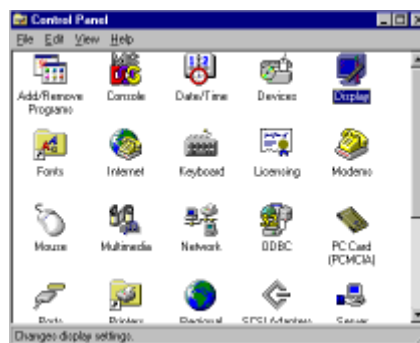 Control Panel
File Edit View Help
Add/Remove Programs
Console
Date/Time
Devices
Display
Fonts
Internet
Keyboard
Licensing
Modems
Mouse
Multimedia
Network
ODBC
PC Card (PCMCIA)
Ports
Printers
Regional
SCSI Adapters
Server
Changes display settings.